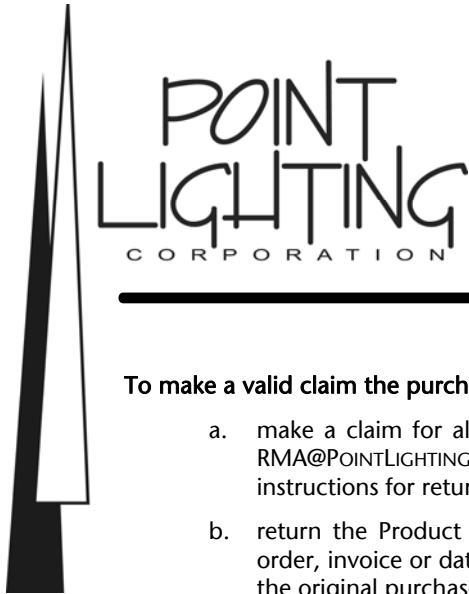 POINT
LIGHTING
CORPORATION
To make a valid claim the purch
a. make a claim for al
RMA@POINTLIGHTING
instructions for retur
b. return the Product
order, invoice or dat
the original purchase